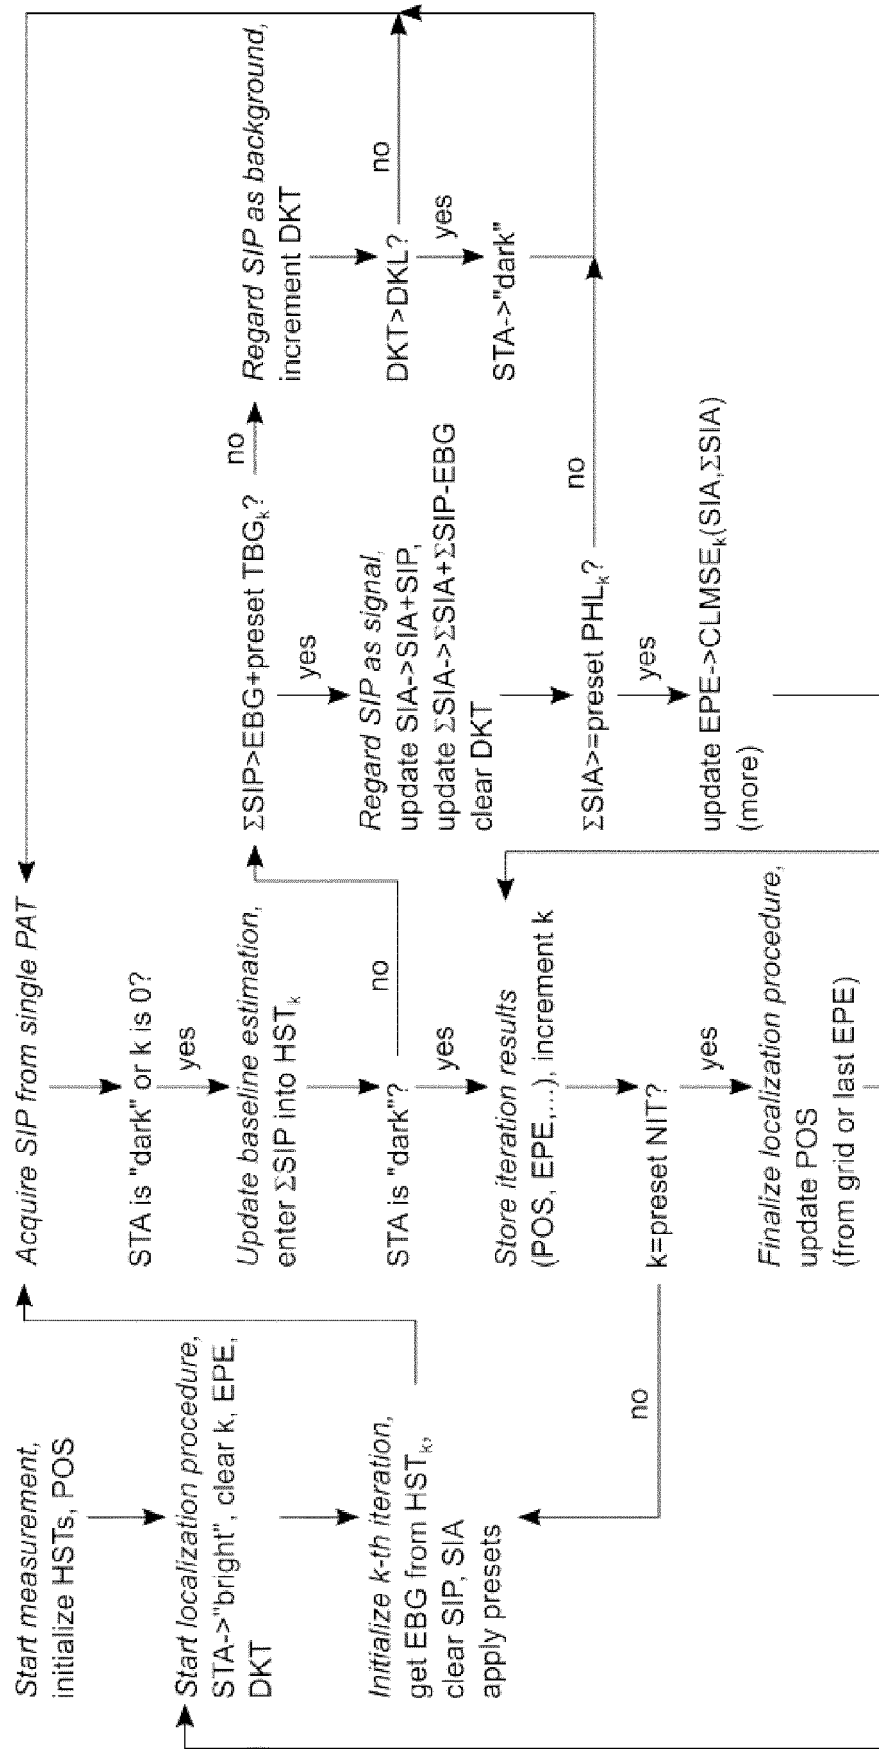 Start measurement,
initialize HSTs, POS
Start localization procedure,
STA->"bright", clear k, EPE,
DKT
Initialize k-th iteration,
get EBG from HSTₖ,
clear SIP, SIA
apply presets
Acquire SIP from single PAT
STA is "dark" or k is 0?
yes
Update baseline estimation,
enter ΣSIP into HSTₖ
STA is "dark"?
no
yes
Store iteration results
(POS, EPE,...), increment k
k=preset NIT?
no
yes
Finalize localization procedure,
update POS
(from grid or last EPE)
ΣSIP>EBG+preset TBGₖ?
no
yes
Regard SIP as signal,
update SIA->SIA+SIP,
update ΣSIA->ΣSIA+ΣSIP-EBG
clear DKT
ΣSIA>=preset PHLₖ?
no
yes
update EPE->CLMSEₖ(SIA,ΣSIA)
(more)
Regard SIP as background,
increment DKT
DKT>DKL?
no
yes
STA->"dark"